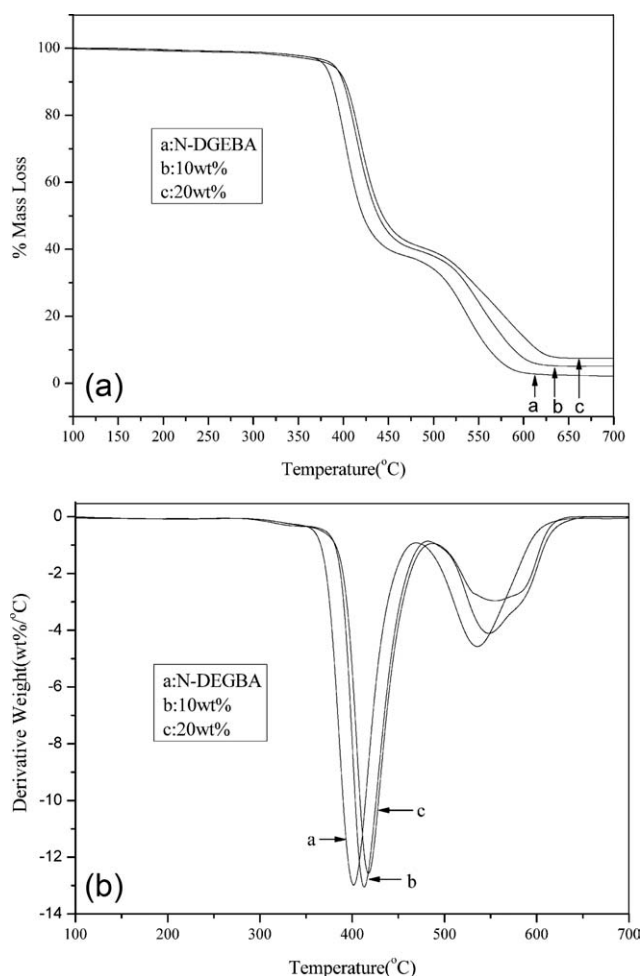 100
80
60
40
20
0
% Mass Loss
a:N-DGEBA
b:10wt%
c:20wt%
(a)
a
b
c
100 150 200 250 300 350 400 450 500 550 600 650 700
Temperature(°C)
0
-2
-4
-6
-8
-10
-12
-14
Derivative Weight(wt%/°C)
a:N-DEGBA
b:10wt%
c:20wt%
a
c
b
(b)
100 200 300 400 500 600 700
Temperature(°C)